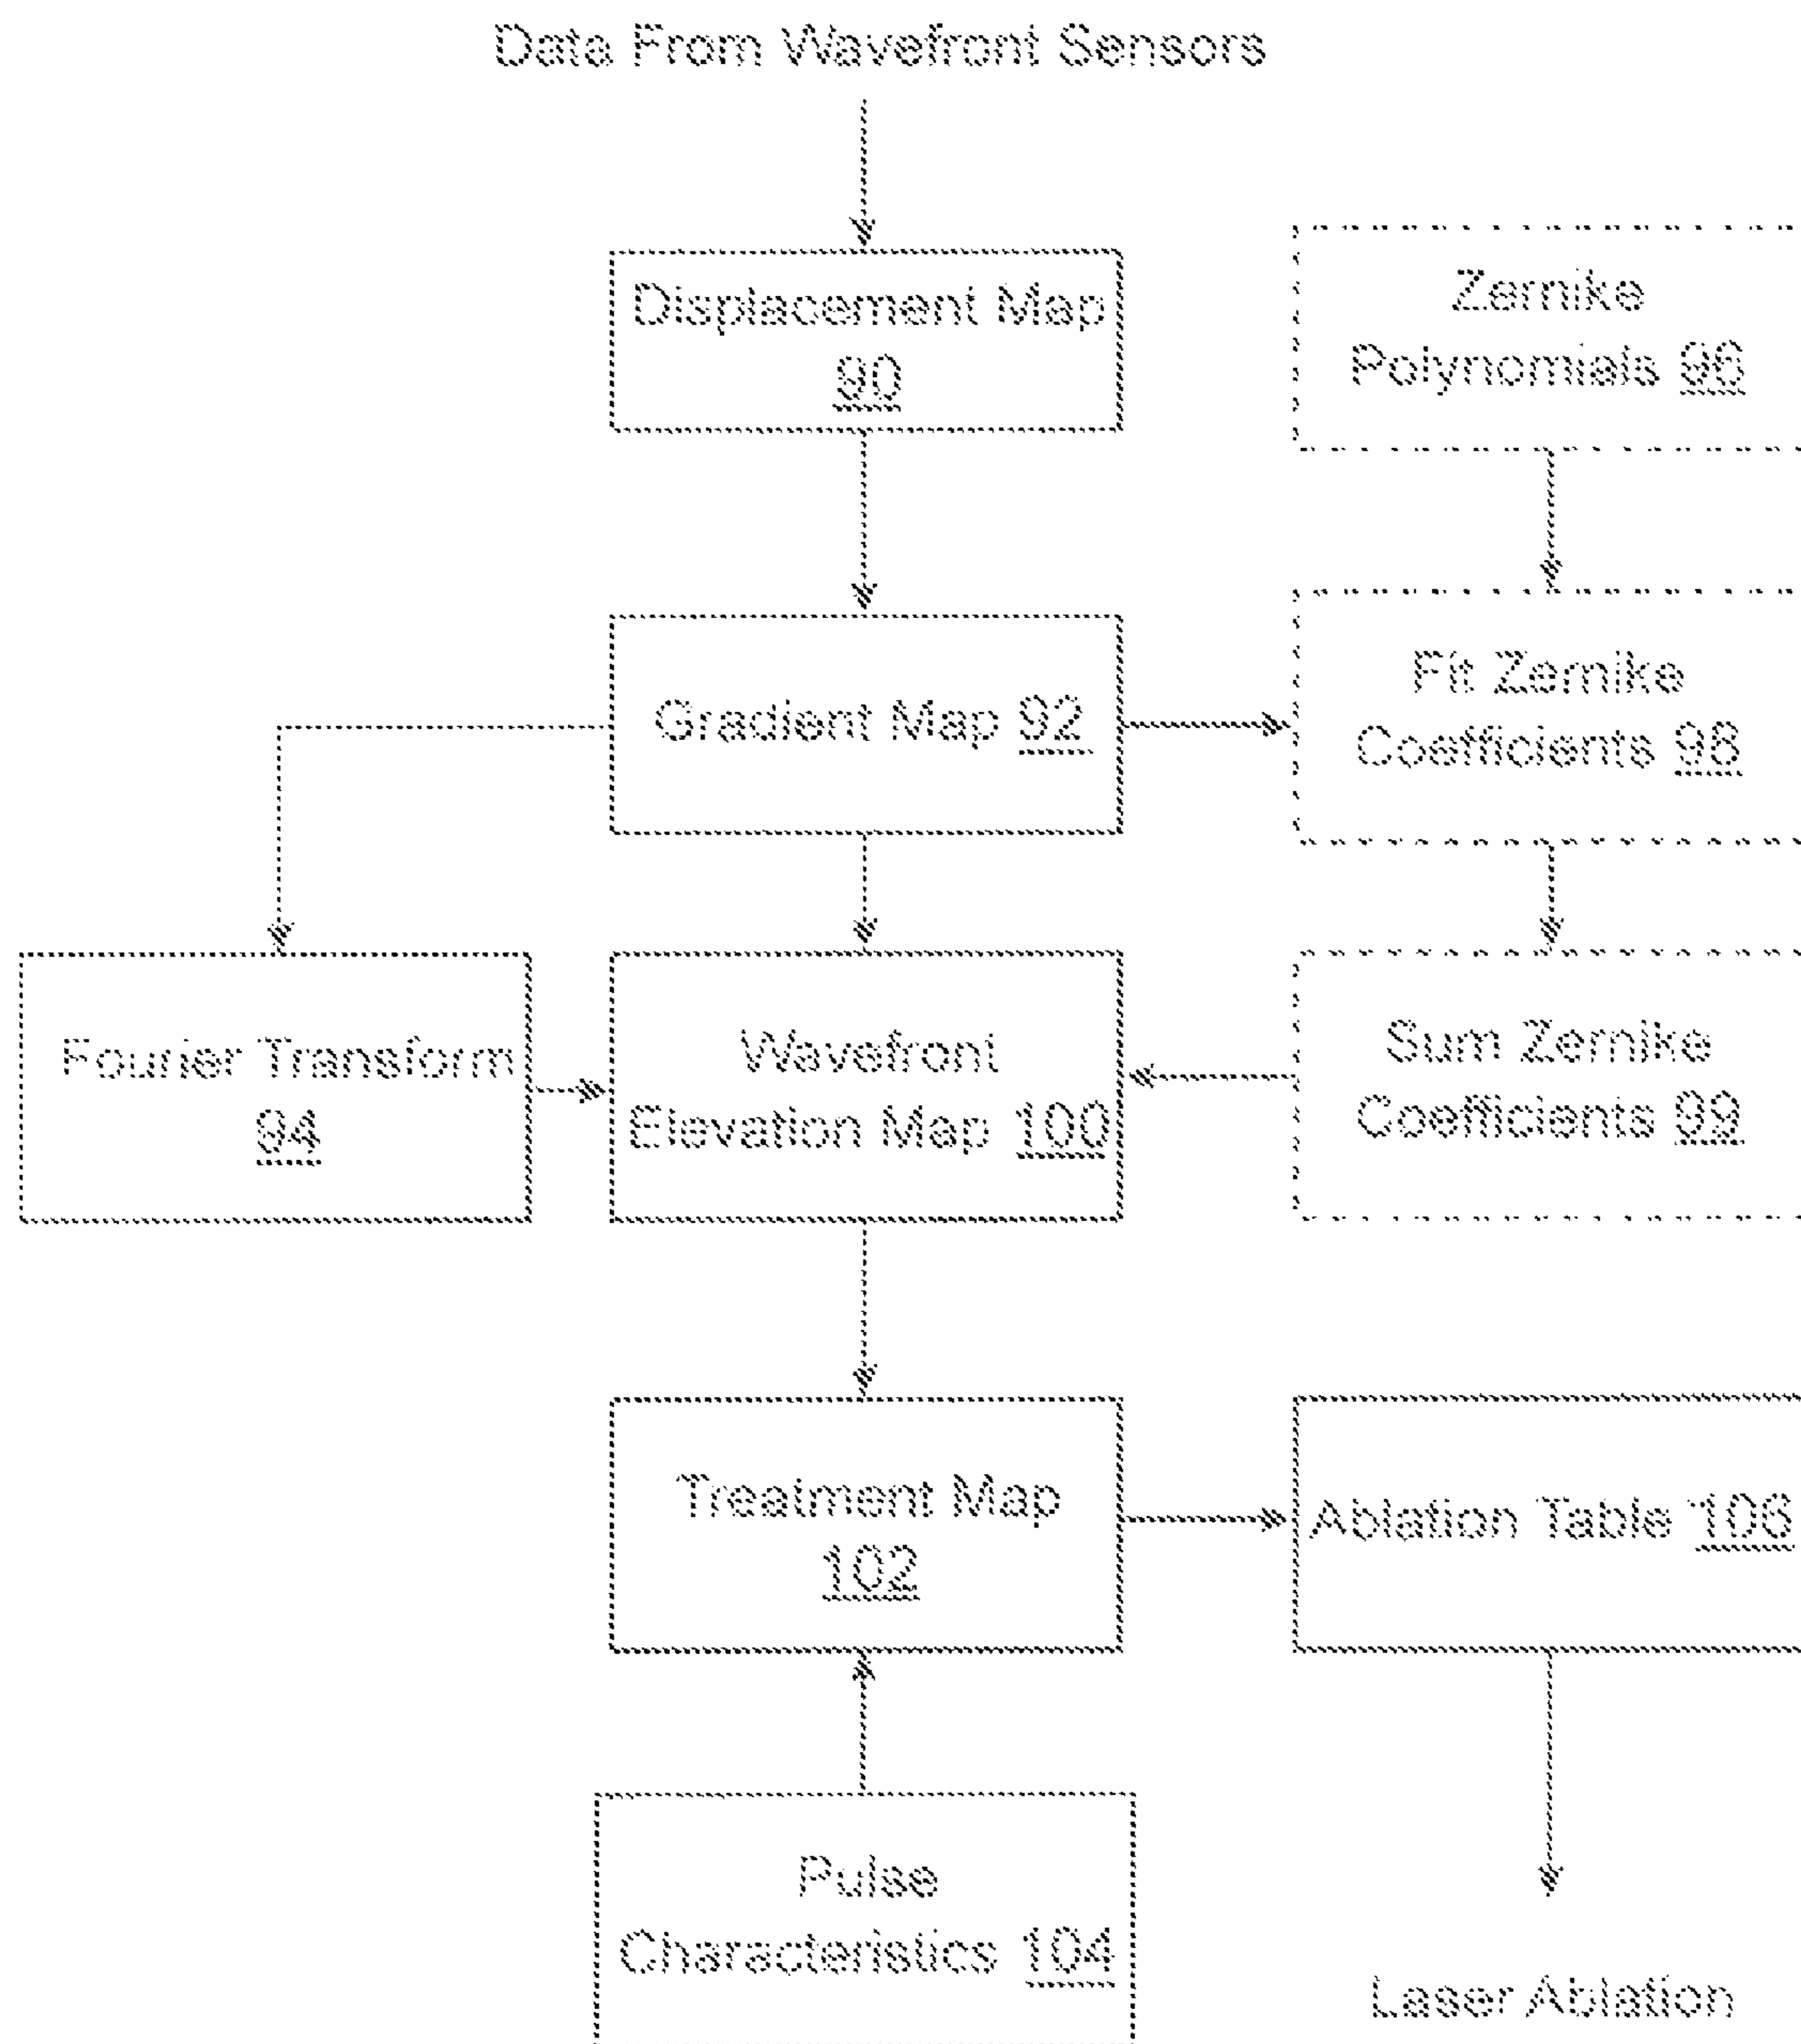 Data From Wavefront Sensors
Displacement Map
90
Zernike
Polynomials 96
Gradient Map 92
Fit Zernike
Coefficients 98
Fourier Transform
94
Wavefront
Elevation Map 100
Sum Zernike
Coefficients 99
Treatment Map
102
Ablation Table 106
Pulse
Characteristics 104
Laser Ablation